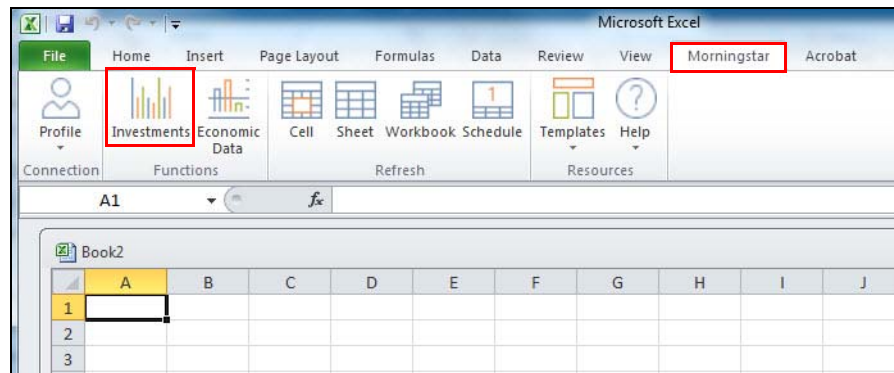 Microsoft Excel
File Home Insert Page Layout Formulas Data Review View Morningstar Acrobat
Profile Investments Economic Data Cell Sheet Workbook Schedule Templates Help
Connection Functions Refresh Resources
A1 fx
Book2
A B C D E F G H I J
1
2
3